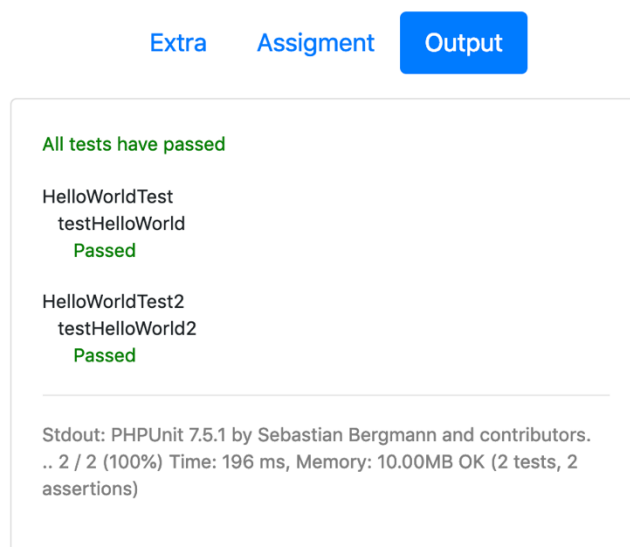 Extra Assigment Output
All tests have passed
HelloWorldTest
testHelloWorld
Passed
HelloWorldTest2
testHelloWorld2
Passed
Stdout: PHPUnit 7.5.1 by Sebastian Bergmann and contributors.
.. 2 / 2 (100%) Time: 196 ms, Memory: 10.00MB OK (2 tests, 2
assertions)